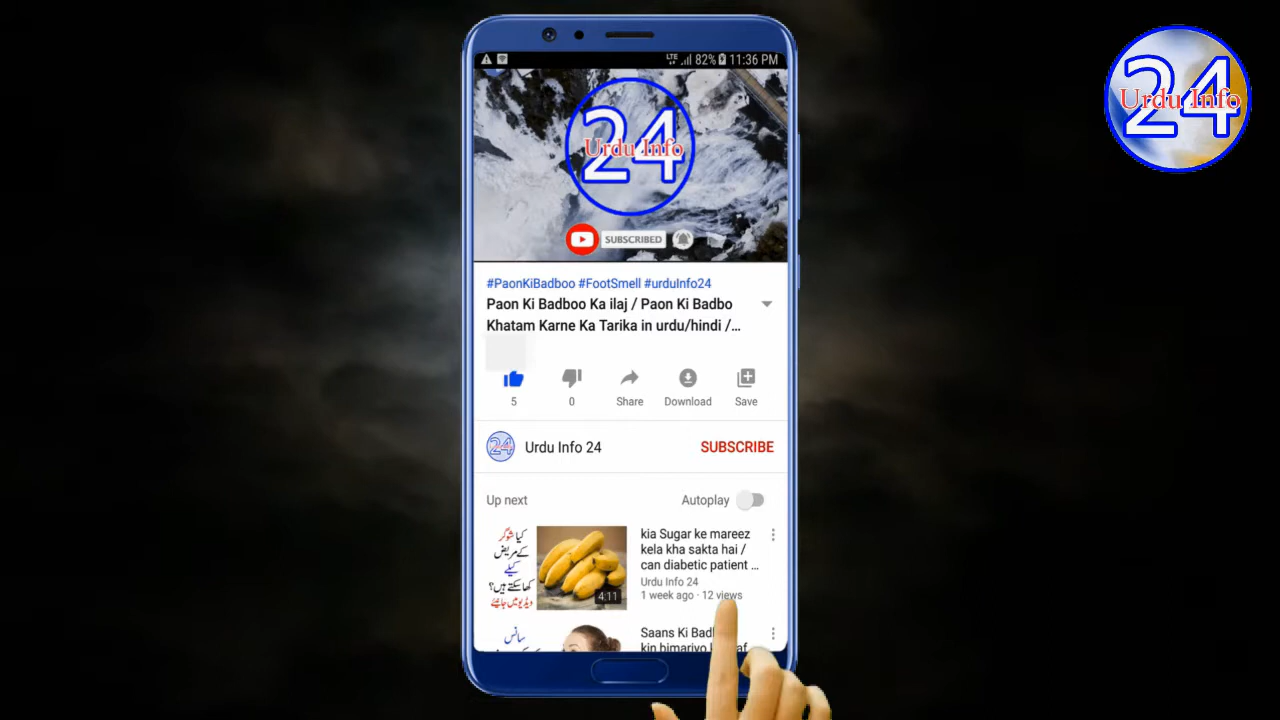 LTE 82% 11:36 PM
24
Urdu Info
SUBSCRIBED
#PaonKiBadboo #FootSmell #urduInfo24
Paon Ki Badboo Ka ilaj / Paon Ki Badbo
Khatam Karne Ka Tarika in urdu/hindi /...
5
0
Share
Download
Save
24
Urdu Info 24
SUBSCRIBE
Up next
Autoplay
کیا شوگر
کے مریض
کیلے
کھا سکتے ہیں؟
ویڈیو میں جانیئے
4:11
kia Sugar ke mareez
kela kha sakta hai /
can diabetic patient ...
Urdu Info 24
1 week ago · 12 views
سانس
Saans Ki
kin bimariyo
24
Urdu Info